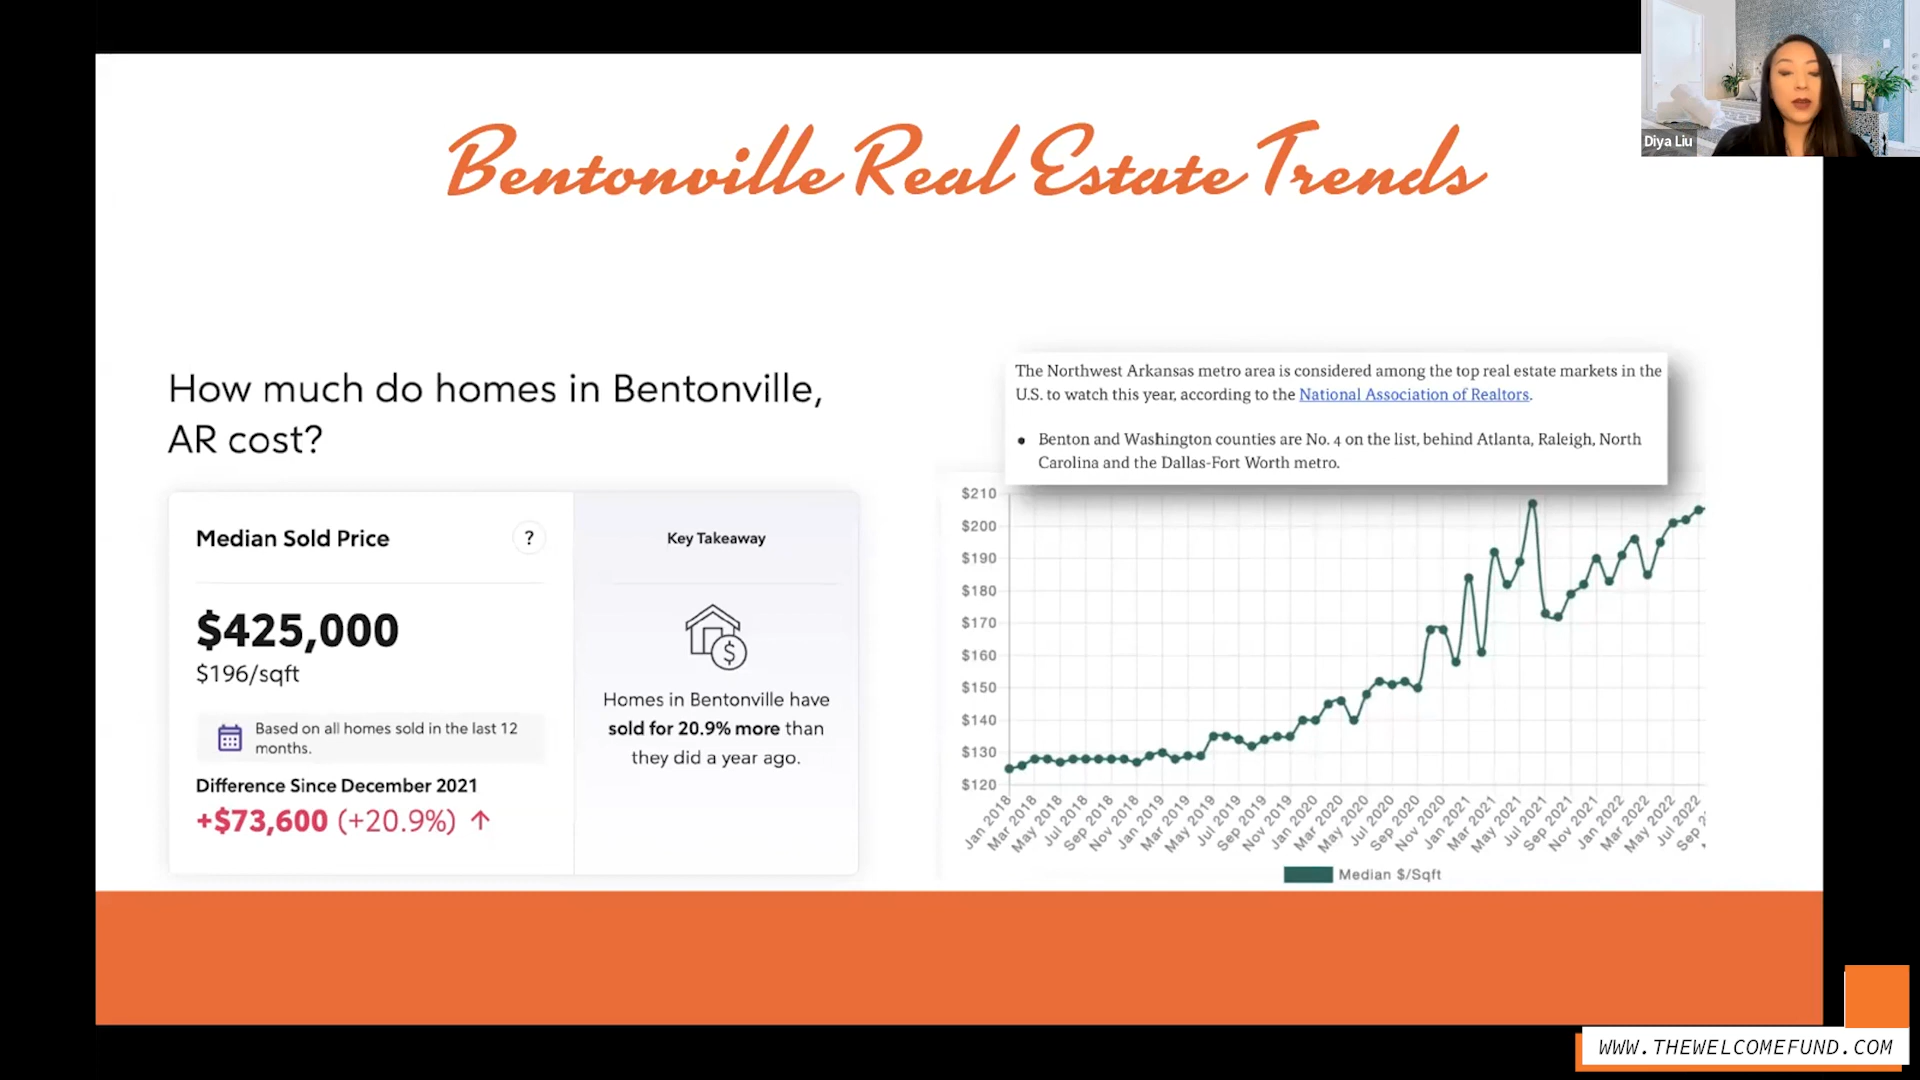 Diya Liu
Bentonville Real Estate Trends
How much do homes in Bentonville,
AR cost?
Median Sold Price
?
$425,000
$196/sqft
Based on all homes sold in the last 12
months.
Difference Since December 2021
+$73,600 (+20.9%) ↑
Key Takeaway
$
Homes in Bentonville have
sold for 20.9% more than
they did a year ago.
The Northwest Arkansas metro area is considered among the top real estate markets in the
U.S. to watch this year, according to the National Association of Realtors.
● Benton and Washington counties are No. 4 on the list, behind Atlanta, Raleigh, North
Carolina and the Dallas-Fort Worth metro.
$210
$200
$190
$180
$170
$160
$150
$140
$130
$120
Jan 2018
Mar 2018
May 2018
Jul 2018
Sep 2018
Nov 2018
Jan 2019
Mar 2019
May 2019
Jul 2019
Sep 2019
Nov 2019
Jan 2020
Mar 2020
May 2020
Jul 2020
Sep 2020
Nov 2020
Jan 2021
Mar 2021
May 2021
Jul 2021
Sep 2021
Nov 2021
Jan 2022
Mar 2022
May 2022
Jul 2022
Sep
Median $/Sqft
WWW.THEWELCOMEFUND.COM